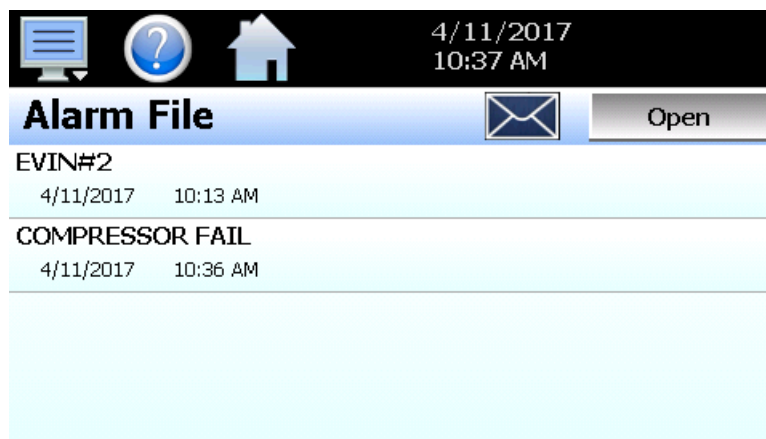 ?
4/11/2017
10:37 AM
Alarm File
Open
EVIN#2
4/11/2017 10:13 AM
COMPRESSOR FAIL
4/11/2017 10:36 AM